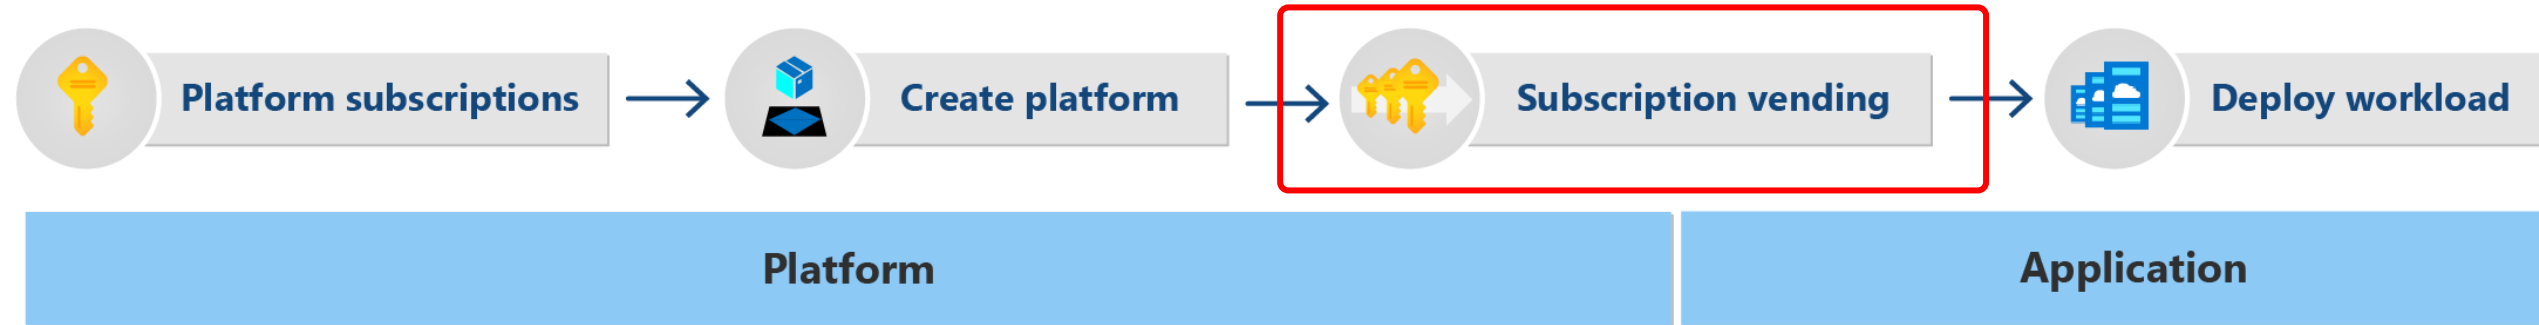 Platform subscriptions
Create platform
Subscription vending
Deploy workload
Platform
Application